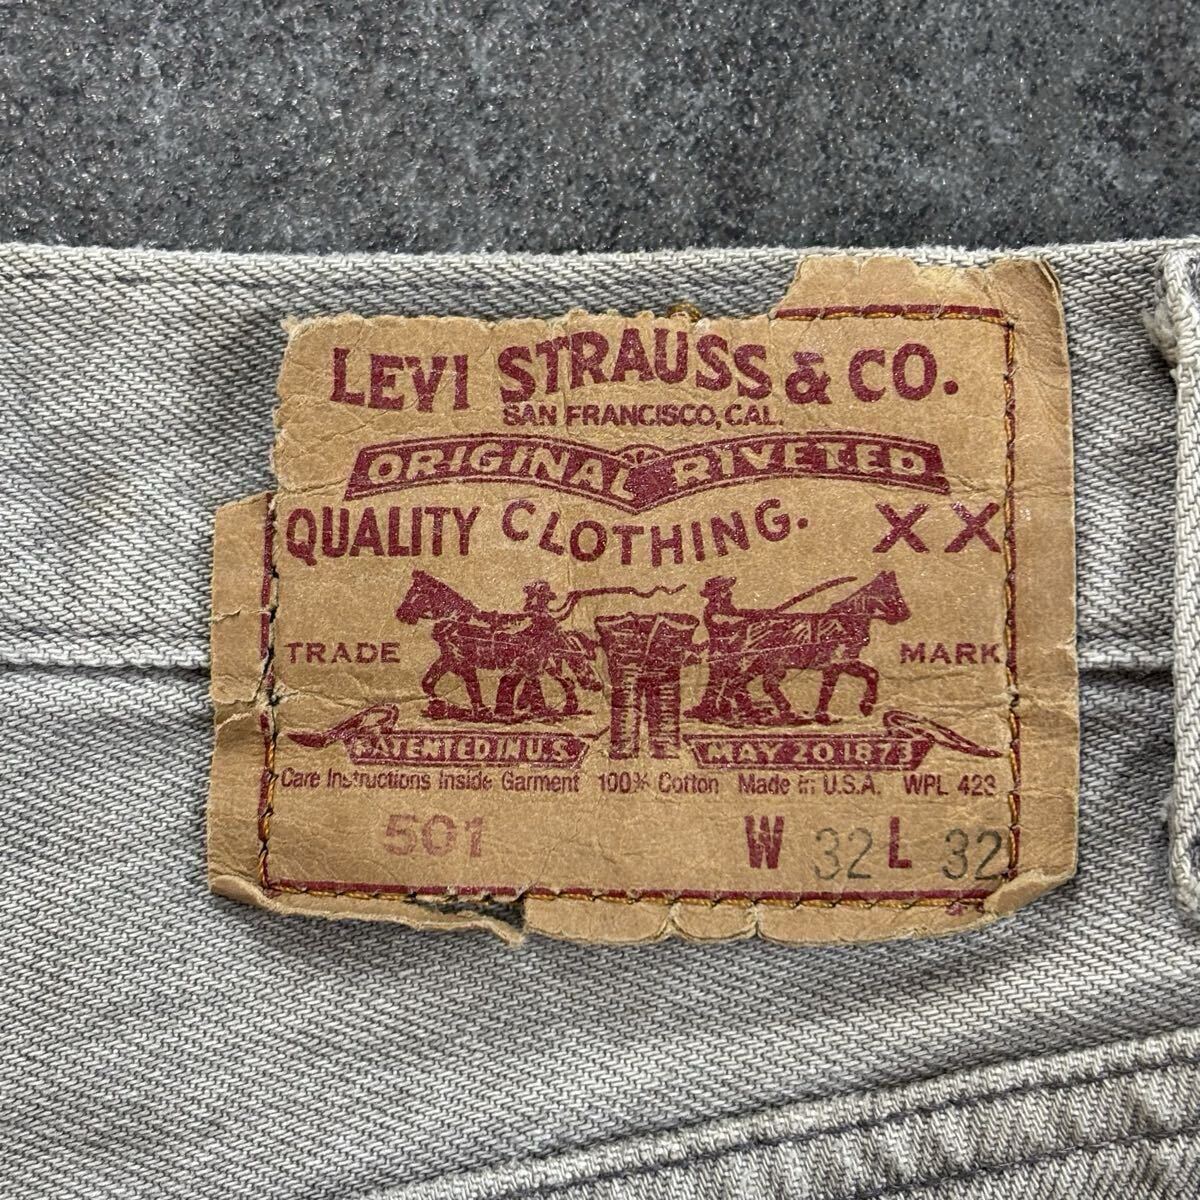 LEVI STRAUSS & CO.
SAN FRANCISCO, CAL.
ORIGINAL RIVETED
QUALITY CLOTHING. XX
TRADE MARK
PATENTED IN U.S. MAY 20 1873
Care Instructions Inside Garment 100% Cotton Made in U.S.A. WPL 423
501 W 32 L 32